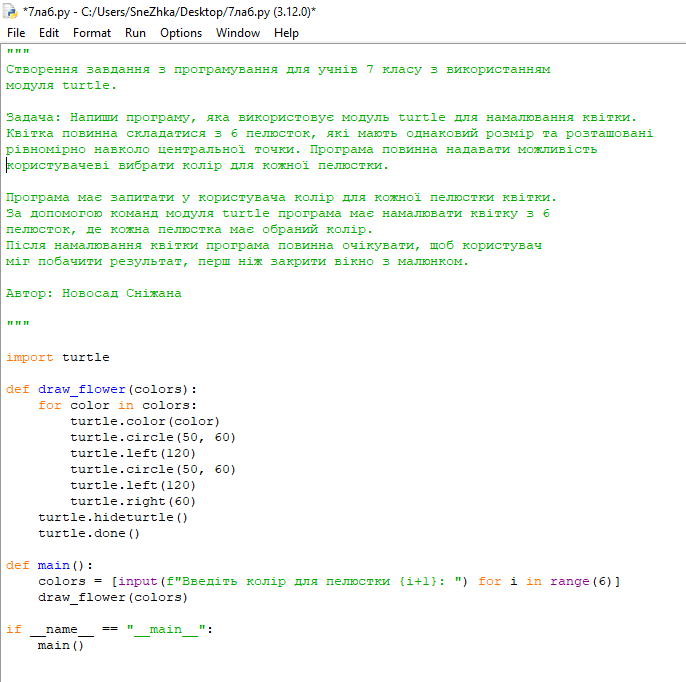 *7лаб.py - C:/Users/SneZhka/Desktop/7лаб.py (3.12.0)*
File Edit Format Run Options Window Help
"""
Створення завдання з програмування для учнів 7 класу з використанням
модуля turtle.

Задача: Напиши програму, яка використовує модуль turtle для намалювання квітки.
Квітка повинна складатися з 6 пелюсток, які мають однаковий розмір та розташовані
рівномірно навколо центральної точки. Програма повинна надавати можливість
користувачеві вибрати колір для кожної пелюстки.

Програма має запитати у користувача колір для кожної пелюстки квітки.
За допомогою команд модуля turtle програма має намалювати квітку з 6
пелюсток, де кожна пелюстка має обраний колір.
Після намалювання квітки програма повинна очікувати, щоб користувач
міг побачити результат, перш ніж закрити вікно з малюнком.

Автор: Новосад Сніжана

"""

import turtle

def draw_flower(colors):
    for color in colors:
        turtle.color(color)
        turtle.circle(50, 60)
        turtle.left(120)
        turtle.circle(50, 60)
        turtle.left(120)
        turtle.right(60)
    turtle.hideturtle()
    turtle.done()

def main():
    colors = [input(f"Введіть колір для пелюстки {i+1}: ") for i in range(6)]
    draw_flower(colors)

if __name__ == "__main__":
    main()